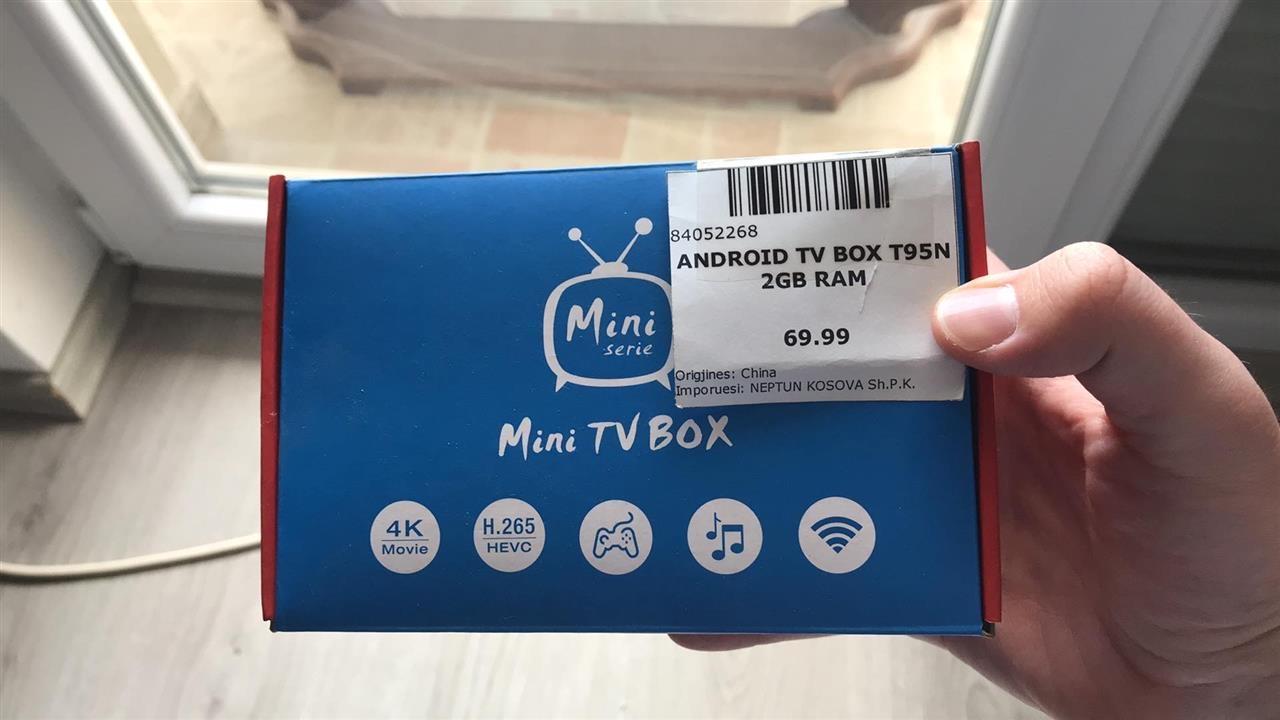 84052268
ANDROID TV BOX T95N
2GB RAM
69.99
Origjines: China
Imporuesi: NEPTUN KOSOVA Sh.P.K.
Mini
serie
Mini TV BOX
4K
Movie
H.265
HEVC